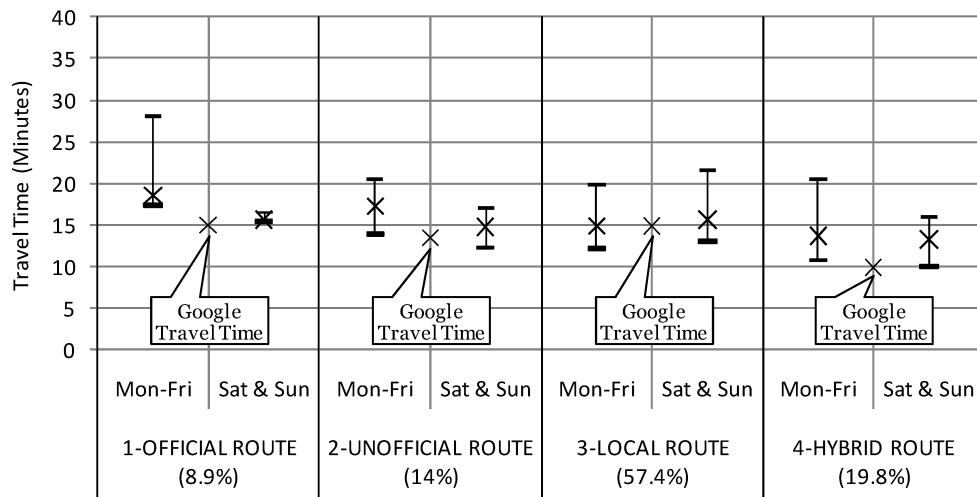 40
35
30
25
20
15
10
5
0
Travel Time (Minutes)
Google
Travel Time
Google
Travel Time
Google
Travel Time
Google
Travel Time
Mon-Fri
Sat & Sun
Mon-Fri
Sat & Sun
Mon-Fri
Sat & Sun
Mon-Fri
Sat & Sun
1-OFFICIAL ROUTE
(8.9%)
2-UNOFFICIAL ROUTE
(14%)
3-LOCAL ROUTE
(57.4%)
4-HYBRID ROUTE
(19.8%)